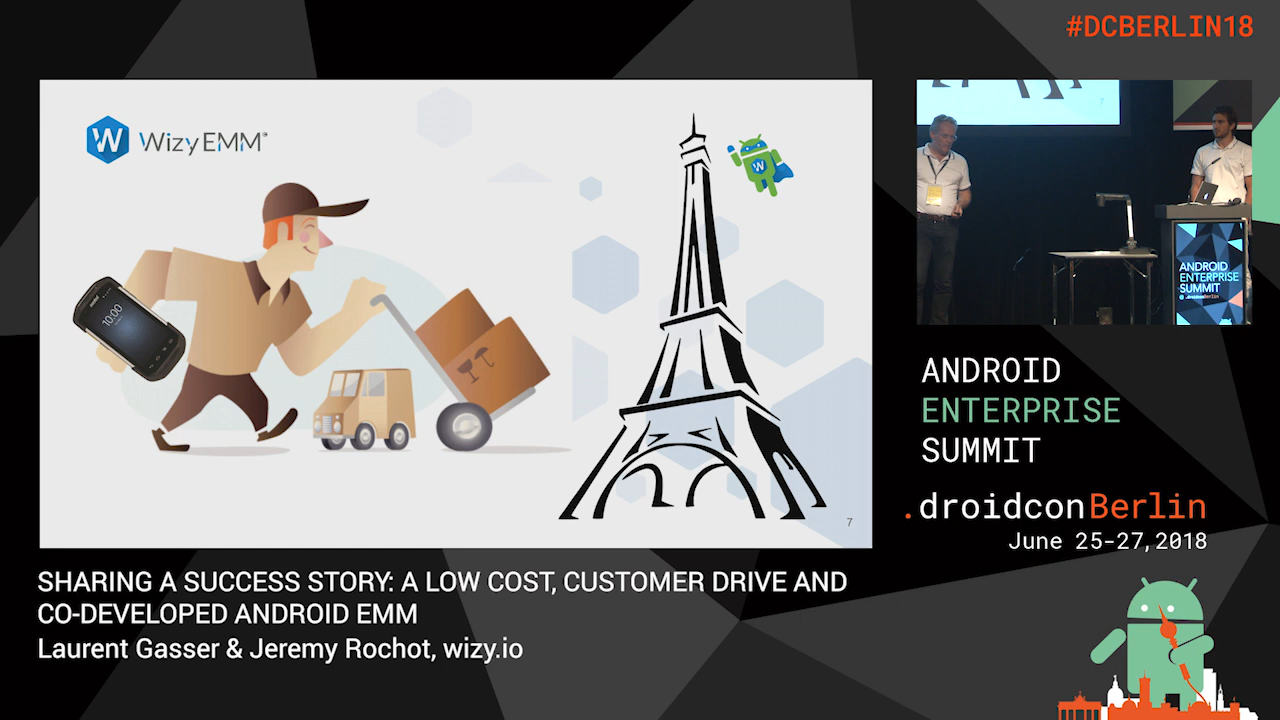 #DCBERLIN18
W WizyEMM
10:00
W
7
ANDROID
ENTERPRISE
SUMMIT
.droidconBerlin
ANDROID
ENTERPRISE
SUMMIT
.droidconBerlin
June 25-27, 2018
SHARING A SUCCESS STORY: A LOW COST, CUSTOMER DRIVE AND
CO-DEVELOPED ANDROID EMM
Laurent Gasser & Jeremy Rochot, wizy.io